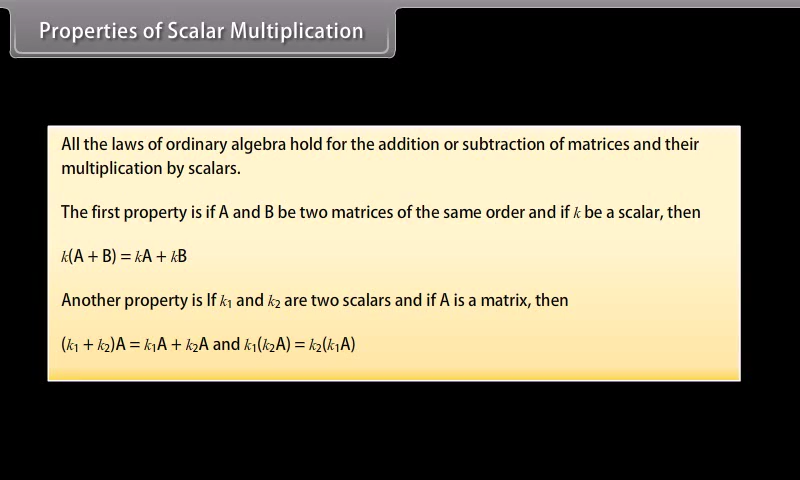 Properties of Scalar Multiplication
All the laws of ordinary algebra hold for the addition or subtraction of matrices and their
multiplication by scalars.
The first property is if A and B be two matrices of the same order and if k be a scalar, then
k(A + B) = kA + kB
Another property is If k₁ and k₂ are two scalars and if A is a matrix, then
(k₁ + k₂)A = k₁A + k₂A and k₁(k₂A) = k₂(k₁A)